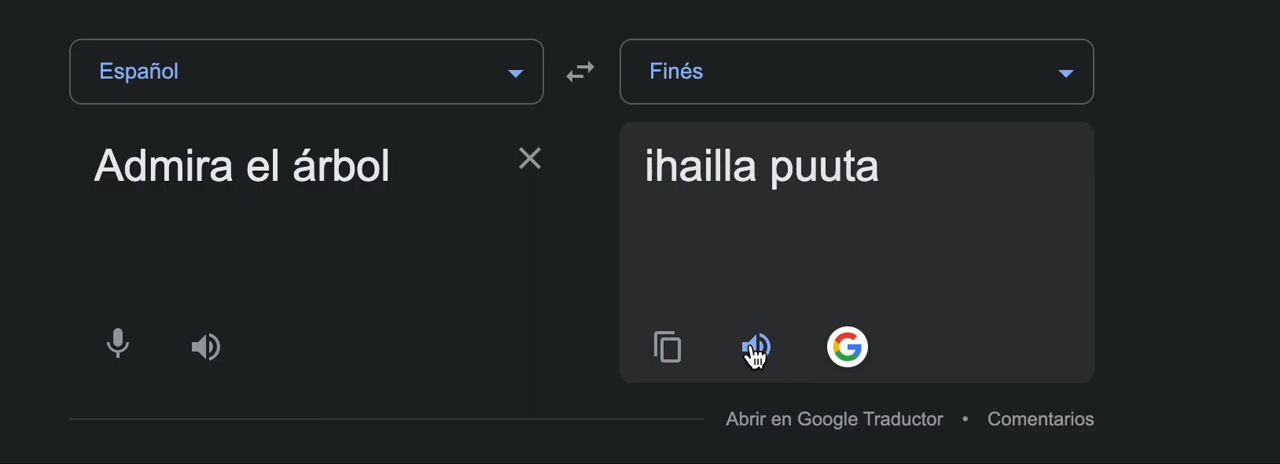 Español
Finés
Admira el árbol
ihailla puuta
Abrir en Google Traductor • Comentarios